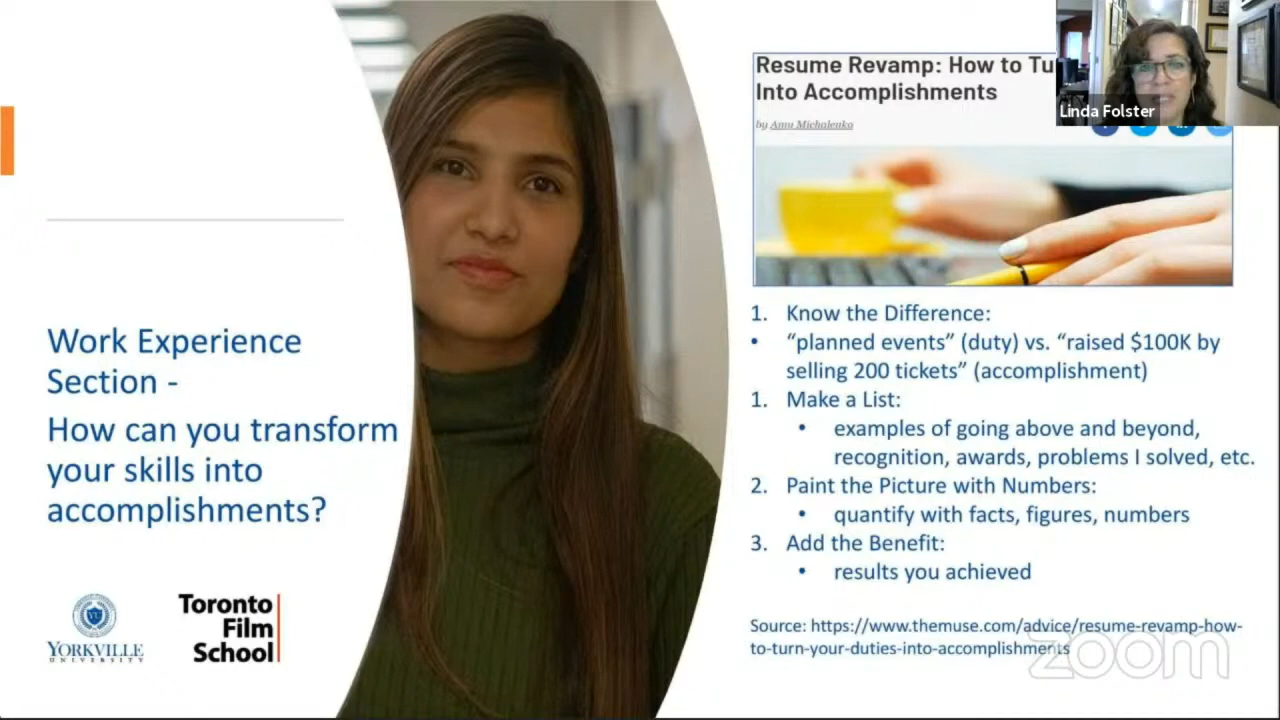 Work Experience
Section -
How can you transform
your skills into
accomplishments?
YORKVILLE
UNIVERSITY
Toronto
Film
School
Resume Revamp: How to Tu
Into Accomplishments
by Amy Michalenko
Linda Folster
1. Know the Difference:
• "planned events" (duty) vs. "raised $100K by
selling 200 tickets" (accomplishment)
1. Make a List:
• examples of going above and beyond,
recognition, awards, problems I solved, etc.
2. Paint the Picture with Numbers:
• quantify with facts, figures, numbers
3. Add the Benefit:
• results you achieved
Source: https://www.themuse.com/advice/resume-revamp-how-
to-turn-your-duties-into-accomplishments
zoom